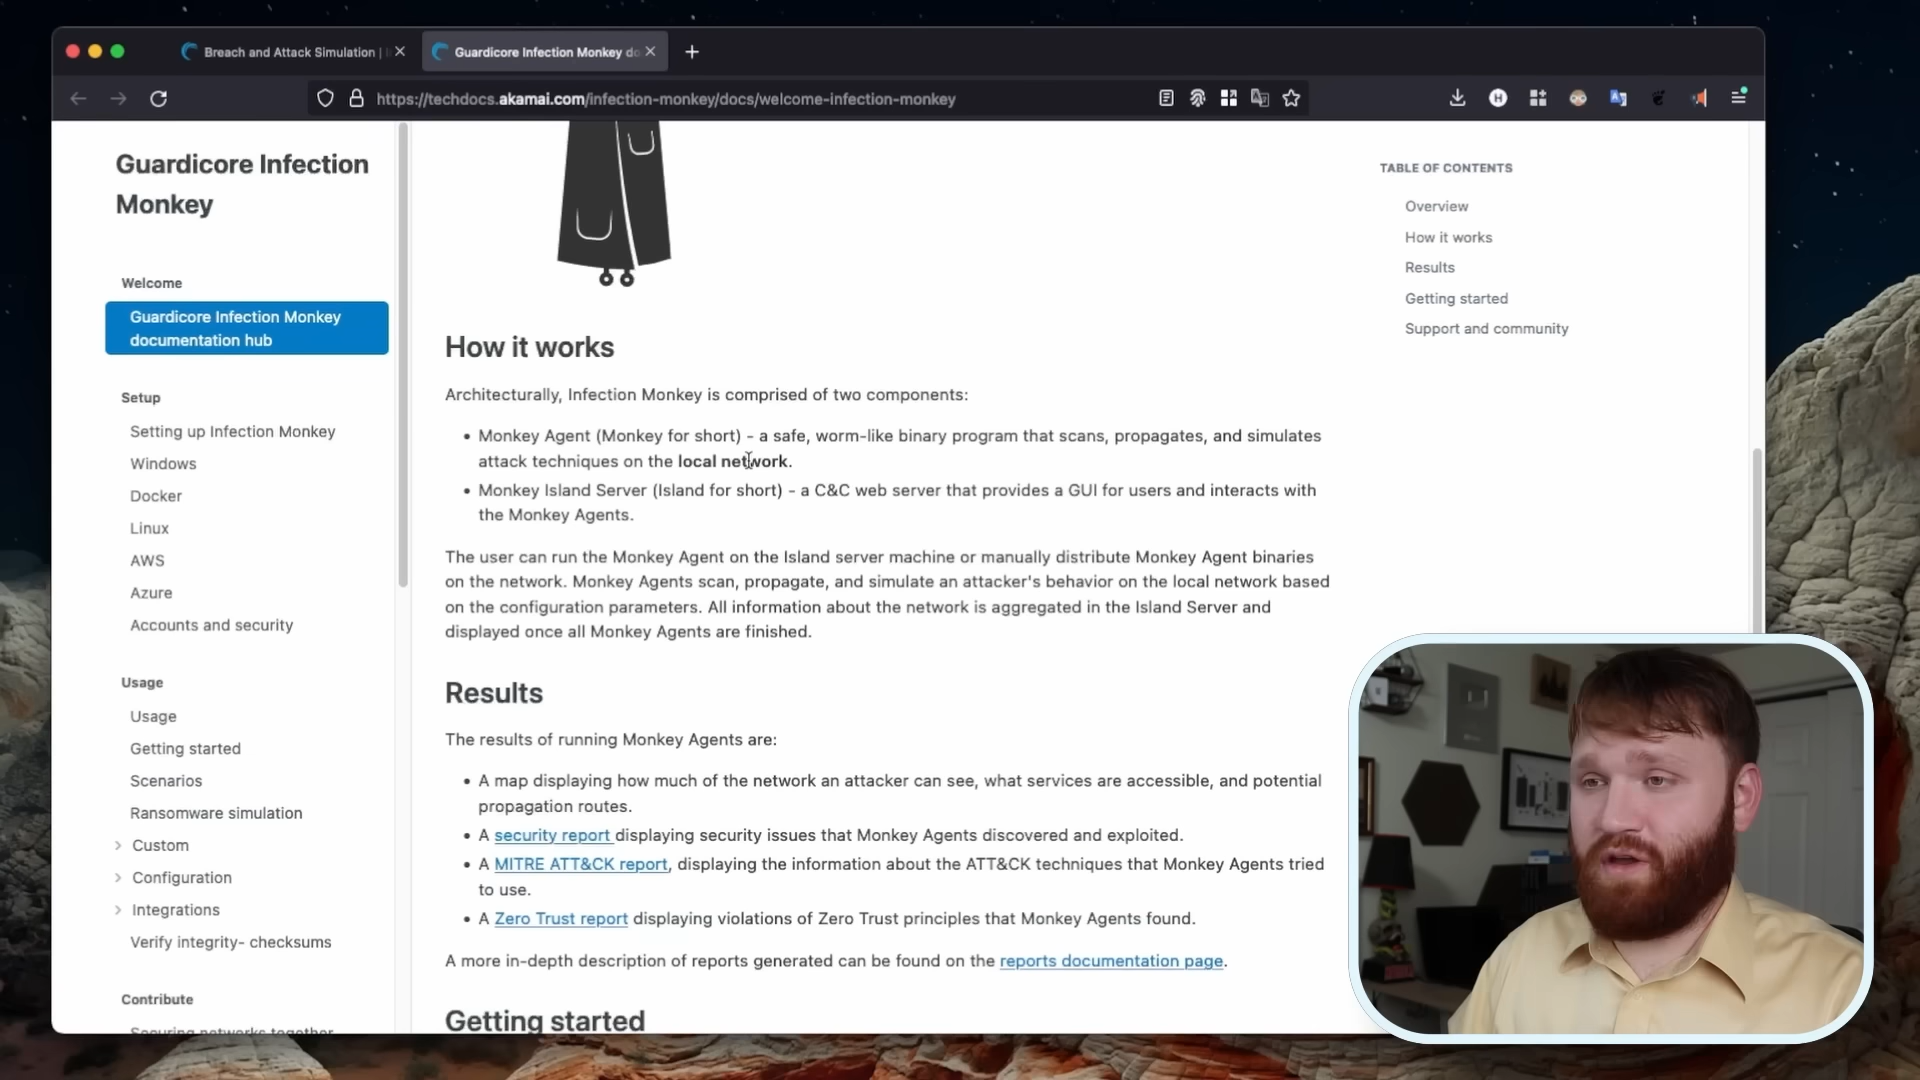 Breach and Attack Simulation |
Guardicore Infection Monkey do
https://techdocs.akamai.com/infection-monkey/docs/welcome-infection-monkey
Guardicore Infection
Monkey
Welcome
Guardicore Infection Monkey
documentation hub
Setup
Setting up Infection Monkey
Windows
Docker
Linux
AWS
Azure
Accounts and security
Usage
Usage
Getting started
Scenarios
Ransomware simulation
Custom
Configuration
Integrations
Verify integrity- checksums
Contribute
Securing networks together
How it works
Architecturally, Infection Monkey is comprised of two components:
• Monkey Agent (Monkey for short) - a safe, worm-like binary program that scans, propagates, and simulates
attack techniques on the local network.
• Monkey Island Server (Island for short) - a C&C web server that provides a GUI for users and interacts with
the Monkey Agents.
The user can run the Monkey Agent on the Island server machine or manually distribute Monkey Agent binaries
on the network. Monkey Agents scan, propagate, and simulate an attacker's behavior on the local network based
on the configuration parameters. All information about the network is aggregated in the Island Server and
displayed once all Monkey Agents are finished.
Results
The results of running Monkey Agents are:
• A map displaying how much of the network an attacker can see, what services are accessible, and potential
propagation routes.
• A security report displaying security issues that Monkey Agents discovered and exploited.
• A MITRE ATT&CK report, displaying the information about the ATT&CK techniques that Monkey Agents tried
to use.
• A Zero Trust report displaying violations of Zero Trust principles that Monkey Agents found.
A more in-depth description of reports generated can be found on the reports documentation page.
Getting started
TABLE OF CONTENTS
Overview
How it works
Results
Getting started
Support and community